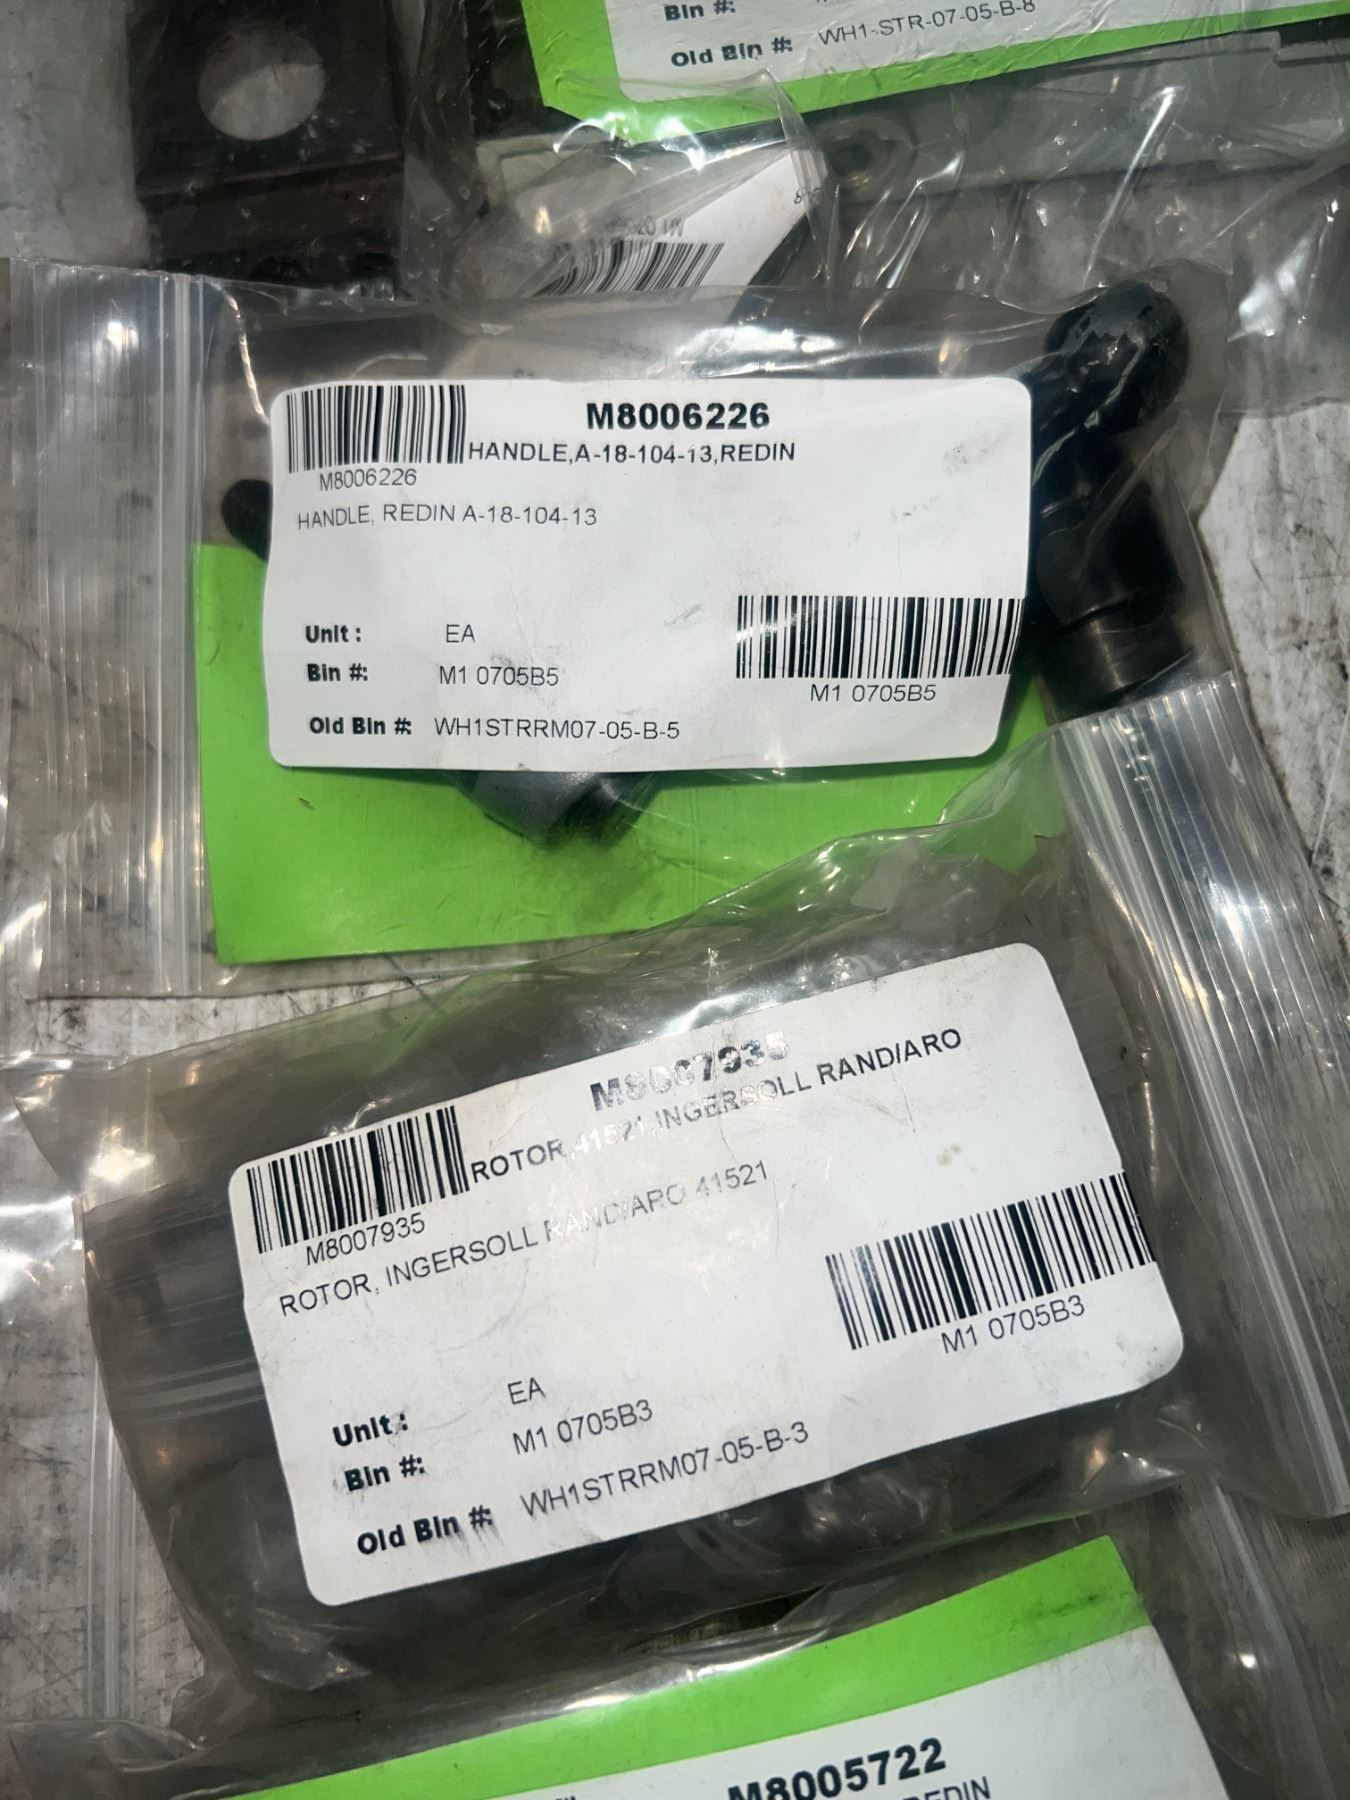 Bin #:
Old Bin #: WH1-STR-07-05-B-8
M8006226
HANDLE,A-18-104-13,REDIN
M8006226
HANDLE, REDIN A-18-104-13
Unit : EA
Bin #: M1 0705B5
M1 0705B5
Old Bin #: WH1STRRM07-05-B-5
M8007935
ROTOR,41521,INGERSOLL RAND/ARO
M8007935
ROTOR, INGERSOLL RAND/ARO 41521
Unit : EA
Bin #: M1 0705B3
M1 0705B3
Old Bin #: WH1STRRM07-05-B-3
M8005722
REDIN